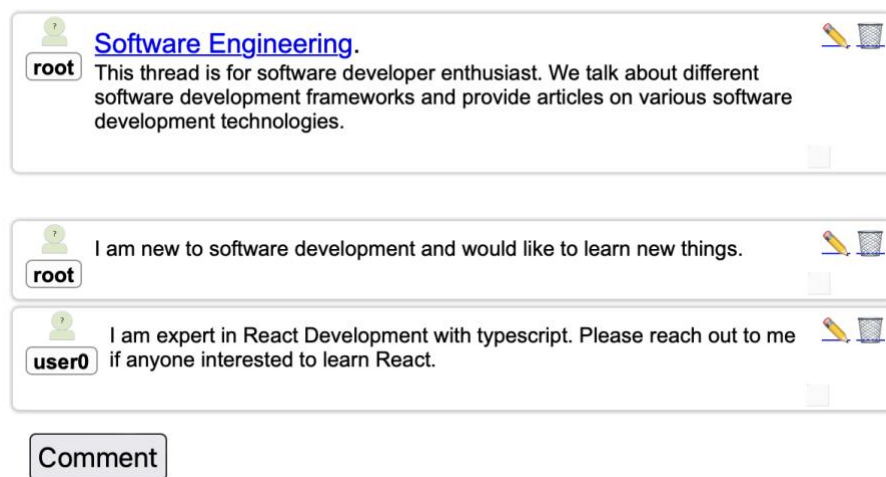 Software Engineering.
root
This thread is for software developer enthusiast. We talk about different
software development frameworks and provide articles on various software
development technologies.
I am new to software development and would like to learn new things.
root
I am expert in React Development with typescript. Please reach out to me
user0
if anyone interested to learn React.
Comment